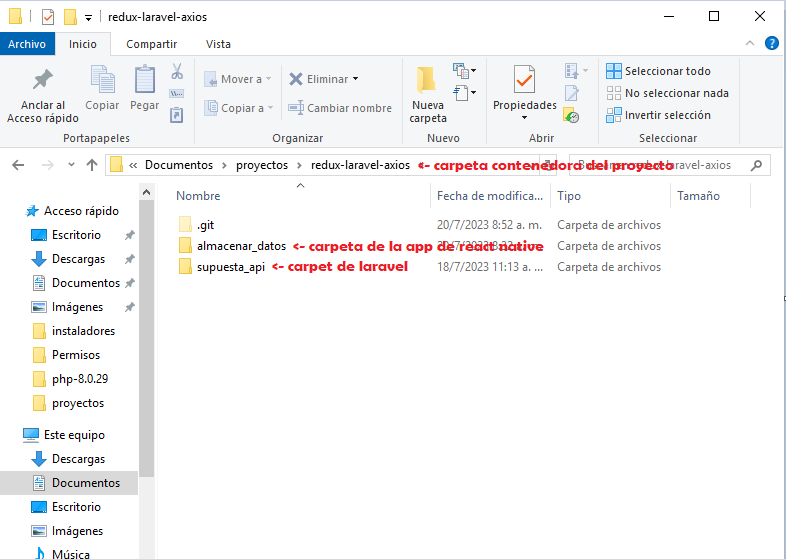 redux-laravel-axios
Archivo Inicio Compartir Vista
Anclar al
Acceso rápido
Copiar
Pegar
Mover a
Copiar a
Eliminar
Cambiar nombre
Nueva
carpeta
Propiedades
Seleccionar todo
No seleccionar nada
Invertir selección
Portapapeles Organizar Nuevo Abrir Seleccionar
« Documentos › proyectos › redux-laravel-axios <- carpeta contenedora del proyecto redux-laravel-axios
Nombre Fecha de modifica... Tipo Tamaño
.git 20/7/2023 8:52 a. m. Carpeta de archivos
almacenar_datos <- carpeta de la app de react native Carpeta de archivos
supuesta_api <- carpet de laravel 18/7/2023 11:13 a. ... Carpeta de archivos
Acceso rápido
Escritorio
Descargas
Documentos
Imágenes
instaladores
Permisos
php-8.0.29
proyectos
Este equipo
Descargas
Documentos
Escritorio
Imágenes
Música